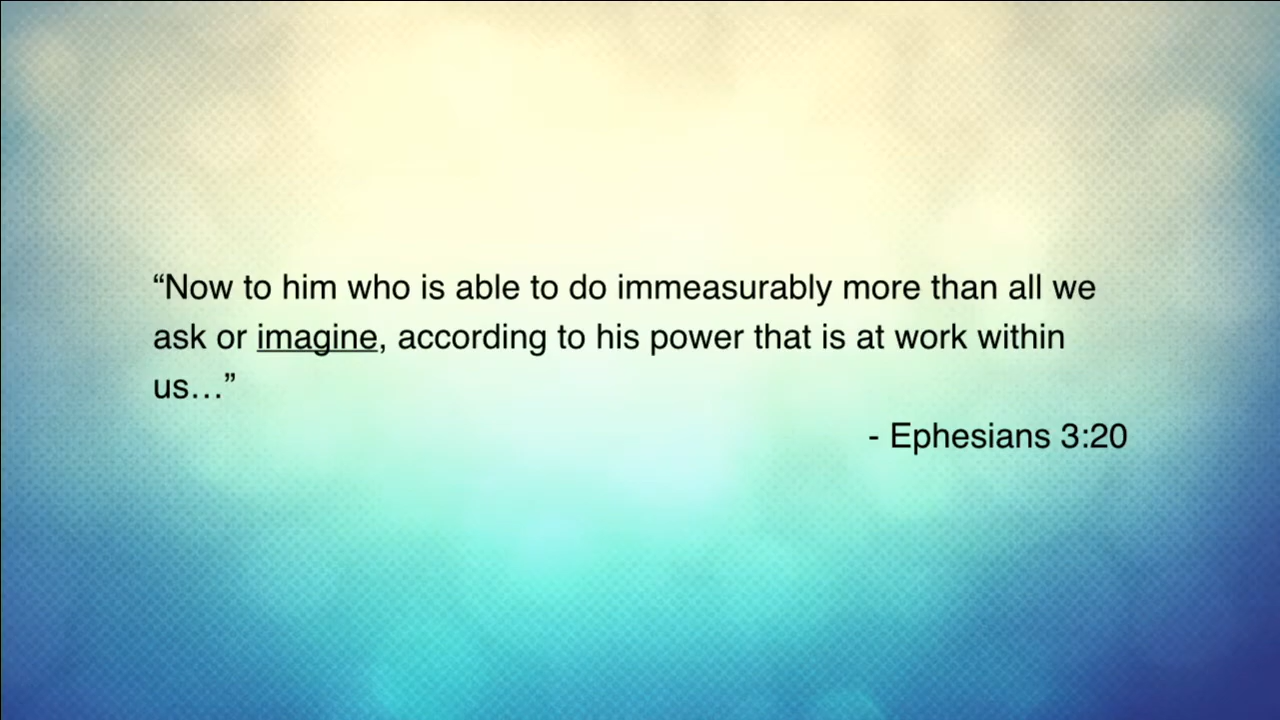 “Now to him who is able to do immeasurably more than all we
ask or imagine, according to his power that is at work within
us…”
- Ephesians 3:20